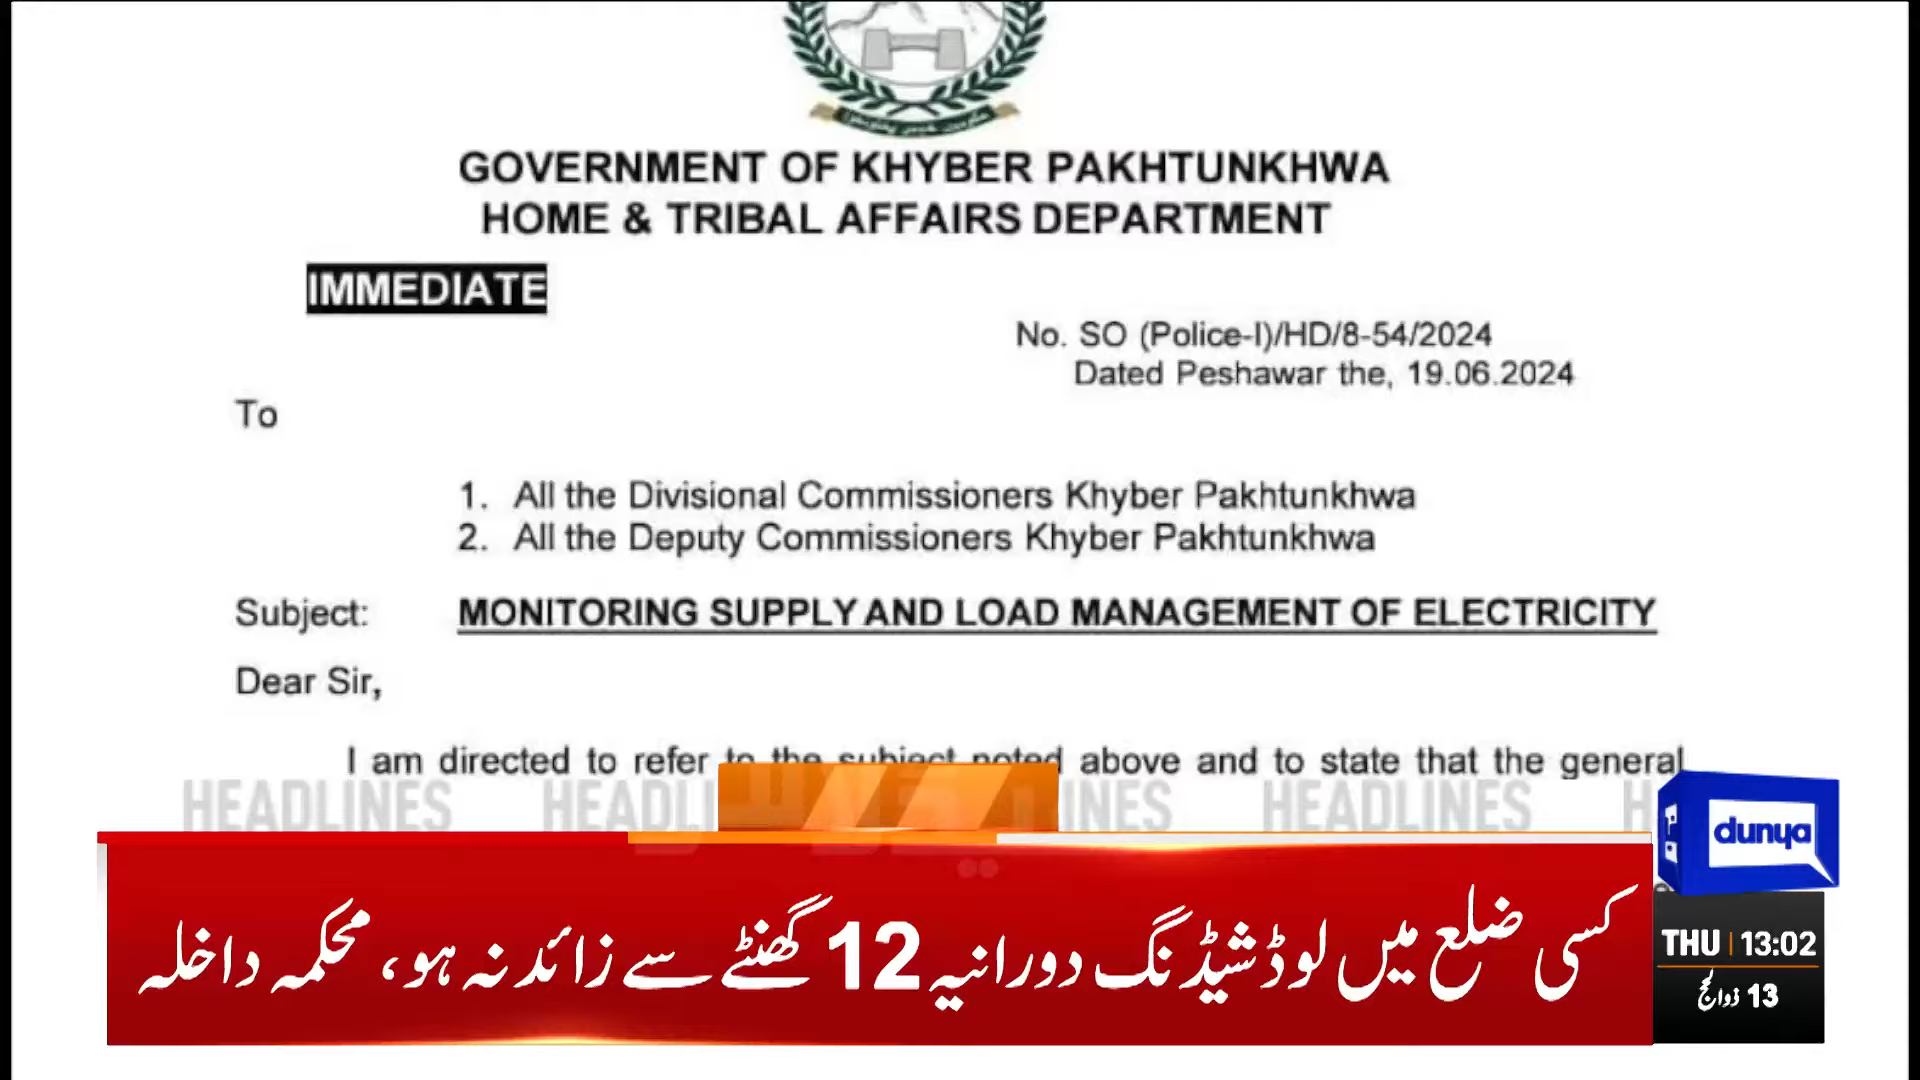 GOVERNMENT OF KHYBER PAKHTUNKHWA
HOME & TRIBAL AFFAIRS DEPARTMENT
IMMEDIATE
No. SO (Police-I)/HD/8-54/2024
Dated Peshawar the, 19.06.2024
To
1. All the Divisional Commissioners Khyber Pakhtunkhwa
2. All the Deputy Commissioners Khyber Pakhtunkhwa
Subject: MONITORING SUPPLY AND LOAD MANAGEMENT OF ELECTRICITY
Dear Sir,
I am directed to refer to the subject noted above and to state that the general
HEADLINES HEADLINES HEADLINES
dunya
کسی ضلع میں لوڈشیڈنگ دورانیہ 12 گھنٹے سے زائد نہ ہو، محکمہ داخلہ
THU 13:02
13 ذوالحج